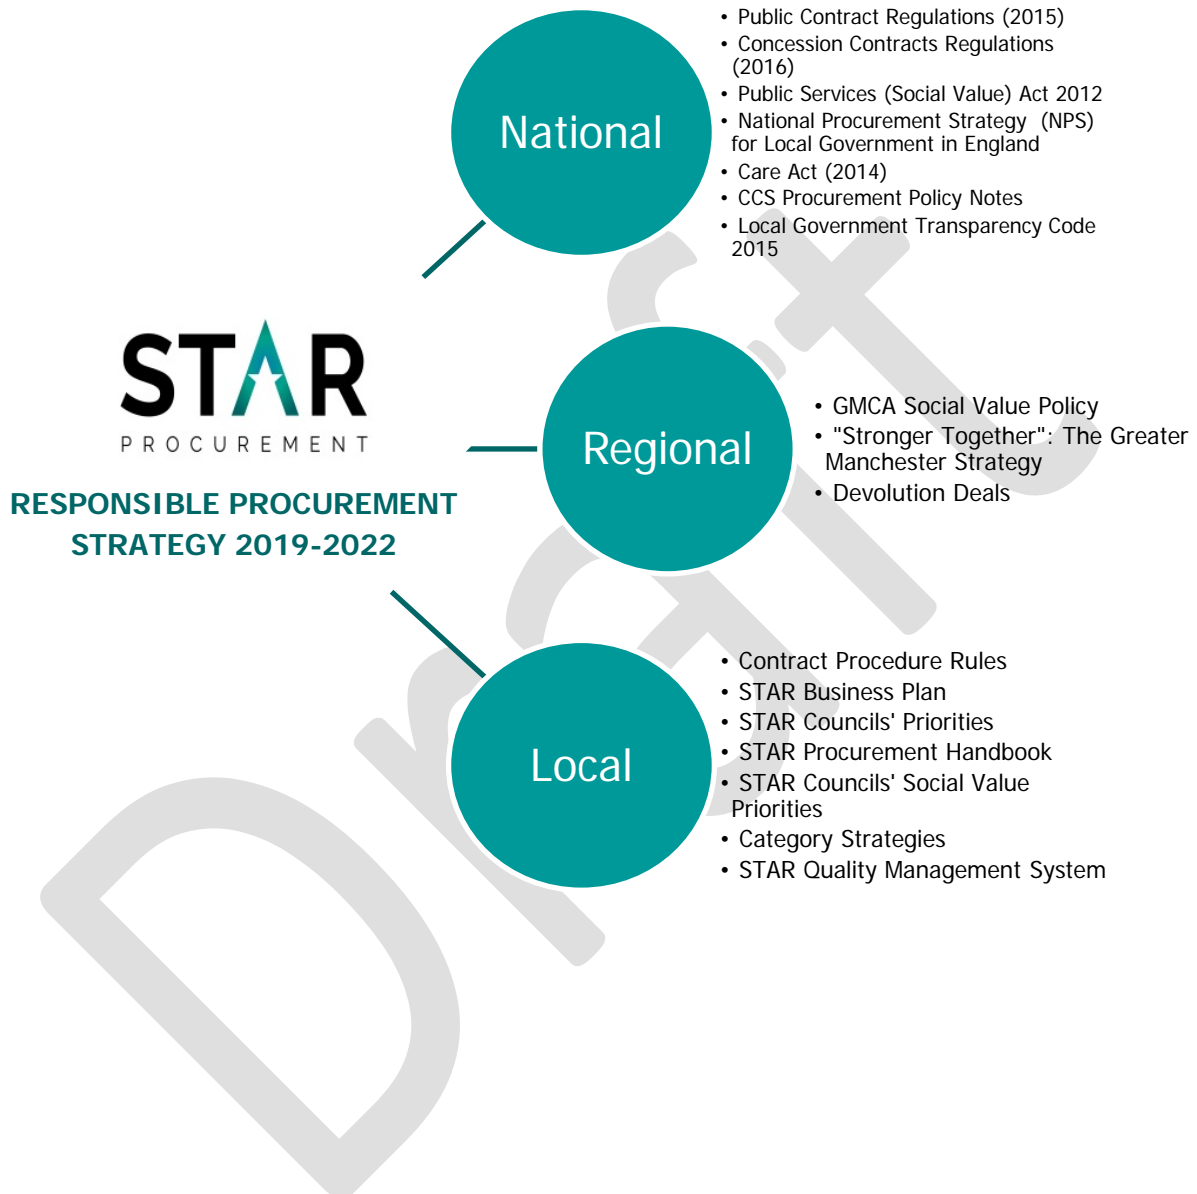 STAR
PROCUREMENT
RESPONSIBLE PROCUREMENT
STRATEGY 2019-2022
National
• Public Contract Regulations (2015)
• Concession Contracts Regulations
(2016)
• Public Services (Social Value) Act 2012
• National Procurement Strategy (NPS)
for Local Government in England
• Care Act (2014)
• CCS Procurement Policy Notes
• Local Government Transparency Code
2015
Regional
• GMCA Social Value Policy
• "Stronger Together": The Greater
Manchester Strategy
• Devolution Deals
Local
• Contract Procedure Rules
• STAR Business Plan
• STAR Councils' Priorities
• STAR Procurement Handbook
• STAR Councils' Social Value
Priorities
• Category Strategies
• STAR Quality Management System
Draft